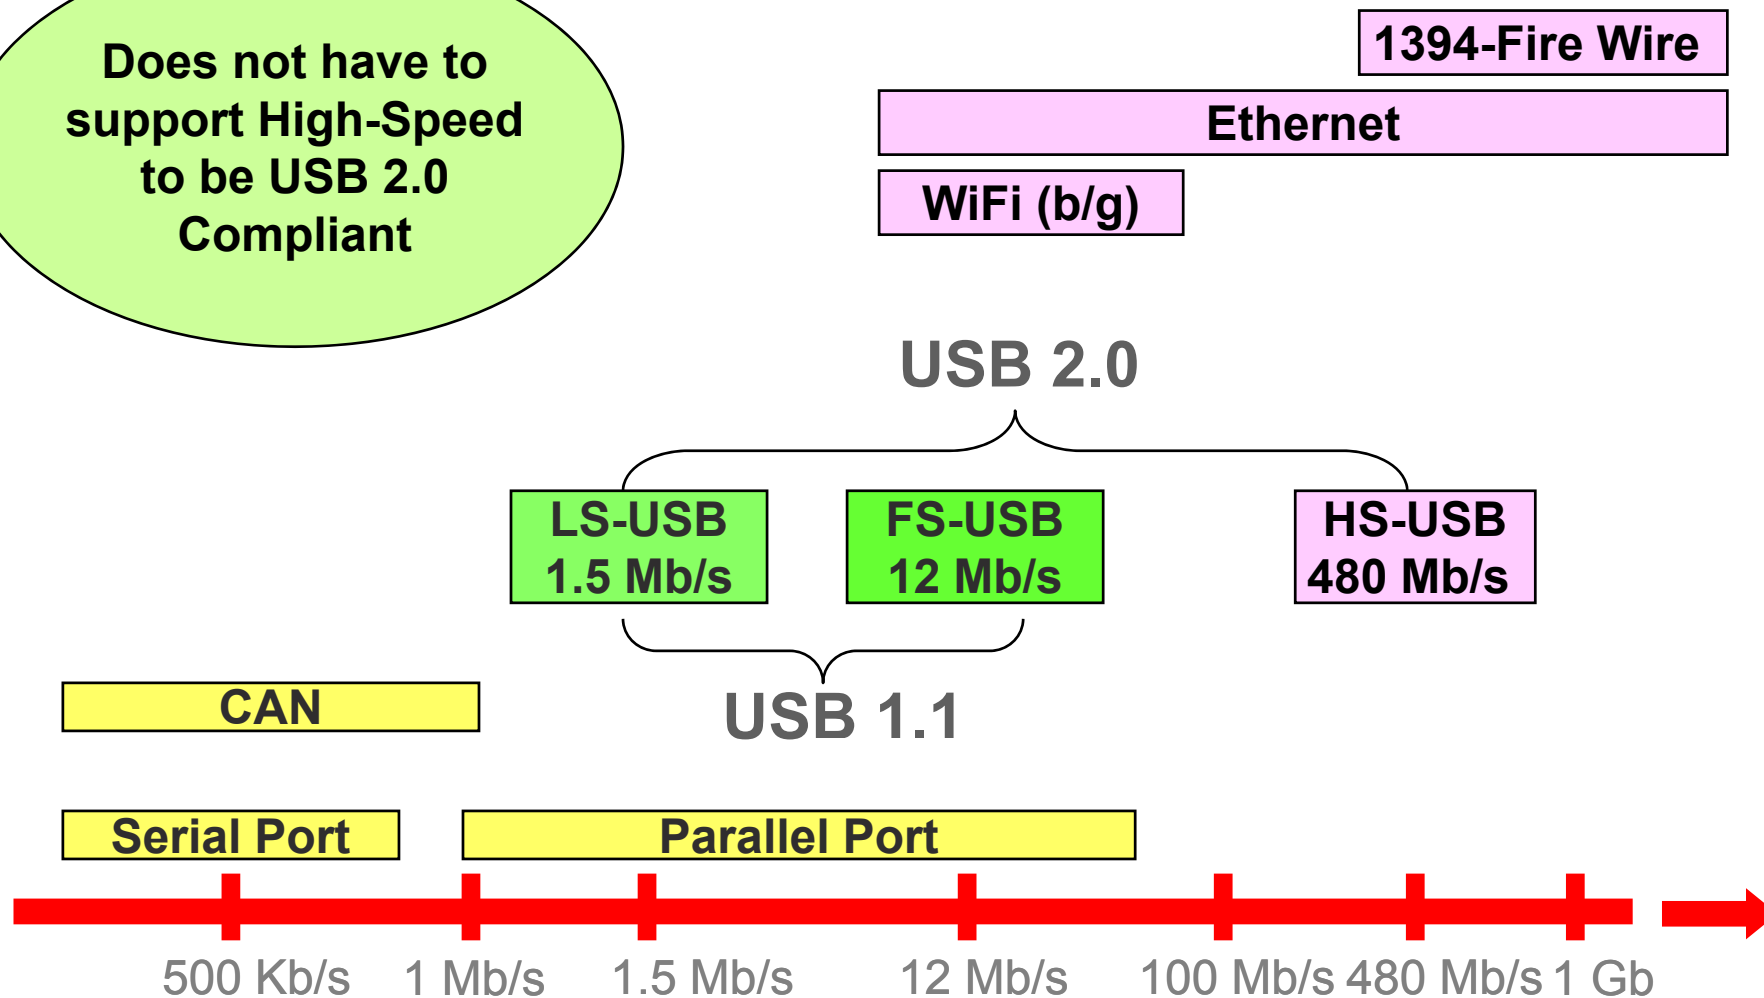 Does not have to
support High-Speed
to be USB 2.0
Compliant
1394-Fire Wire
Ethernet
WiFi (b/g)
USB 2.0
LS-USB
1.5 Mb/s
FS-USB
12 Mb/s
HS-USB
480 Mb/s
CAN
USB 1.1
Serial Port
Parallel Port
500 Kb/s
1 Mb/s
1.5 Mb/s
12 Mb/s
100 Mb/s
480 Mb/s
1 Gb